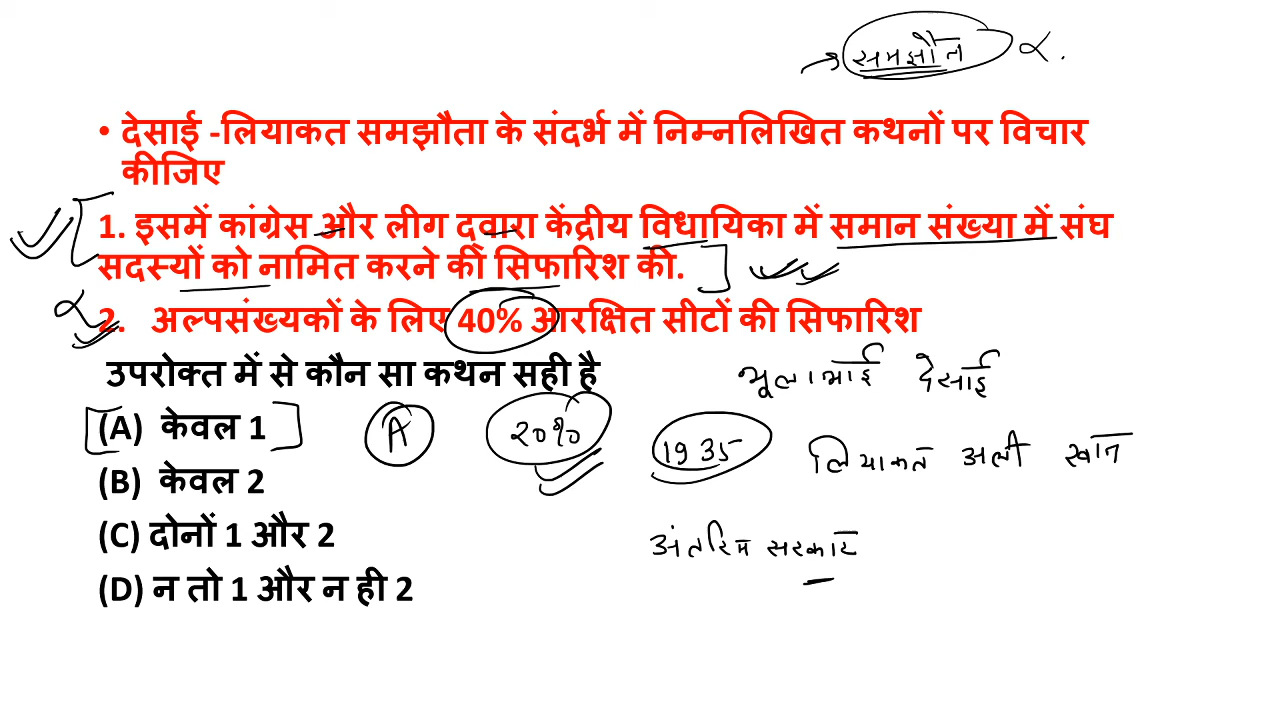 समझौत
• देसाई -लियाकत समझौता के संदर्भ में निम्नलिखित कथनों पर विचार
कीजिए
1. इसमें कांग्रेस और लीग द्वारा केंद्रीय विधायिका में समान संख्या में संघ
सदस्यों को नामित करने की सिफारिश की.
2. अल्पसंख्यकों के लिए 40% आरक्षित सीटों की सिफारिश
उपरोक्त में से कौन सा कथन सही है
भूलाभाई देसाई
(A) केवल 1
A
२०%
1935
लियाकत अली खान
(B) केवल 2
(C) दोनों 1 और 2
अंतरिम सरकार
(D) न तो 1 और न ही 2